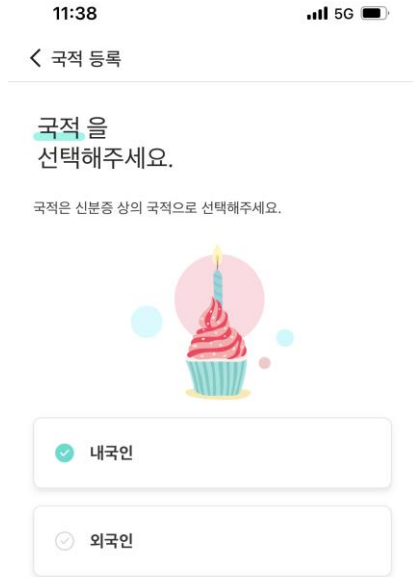 11:38 5G
국적 등록
국적 을
선택해주세요.
국적은 신분증 상의 국적으로 선택해주세요.
내국인
외국인